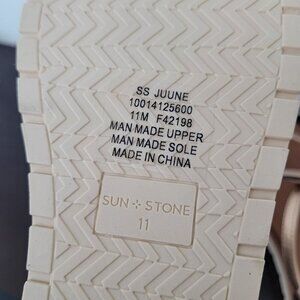 SS JUUNE
10014125600
11M F42198
MAN MADE UPPER
MAN MADE SOLE
MADE IN CHINA
SUN + STONE
11